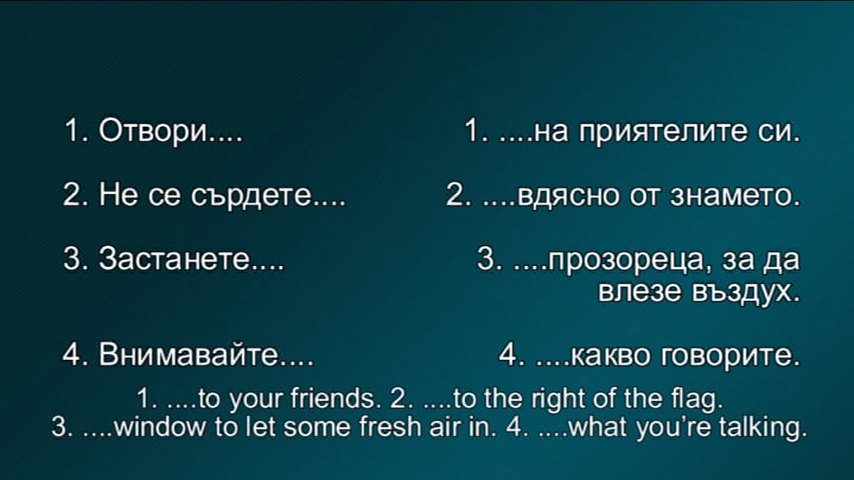 1. Отвори....
1. ....на приятелите си.
2. Не се сърдете....
2. ....вдясно от знамето.
3. Застанете....
3. ....прозореца, за да
влезе въздух.
4. Внимавайте....
4. ....какво говорите.
1. ....to your friends. 2. ....to the right of the flag.
3. ....window to let some fresh air in. 4. ....what you’re talking.